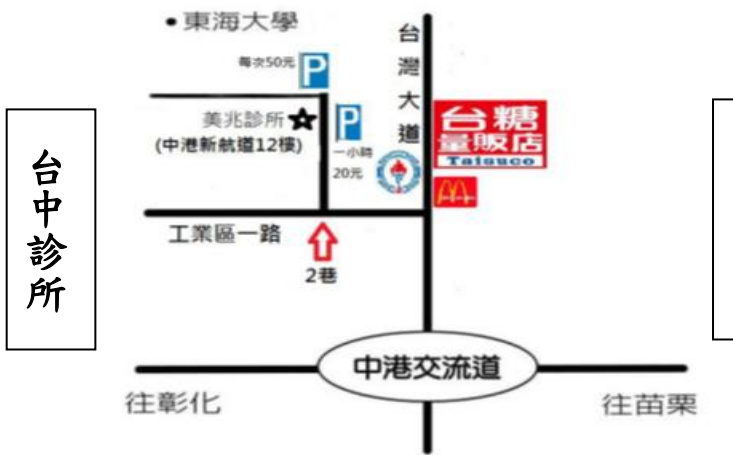 東海大學
每次50元
P
台灣大道
美兆診所
(中港新航道12樓)
P
一小時
20元
台糖
量販店
Taisuco
工業區一路
2巷
台中診所
中港交流道
往彰化
往苗栗